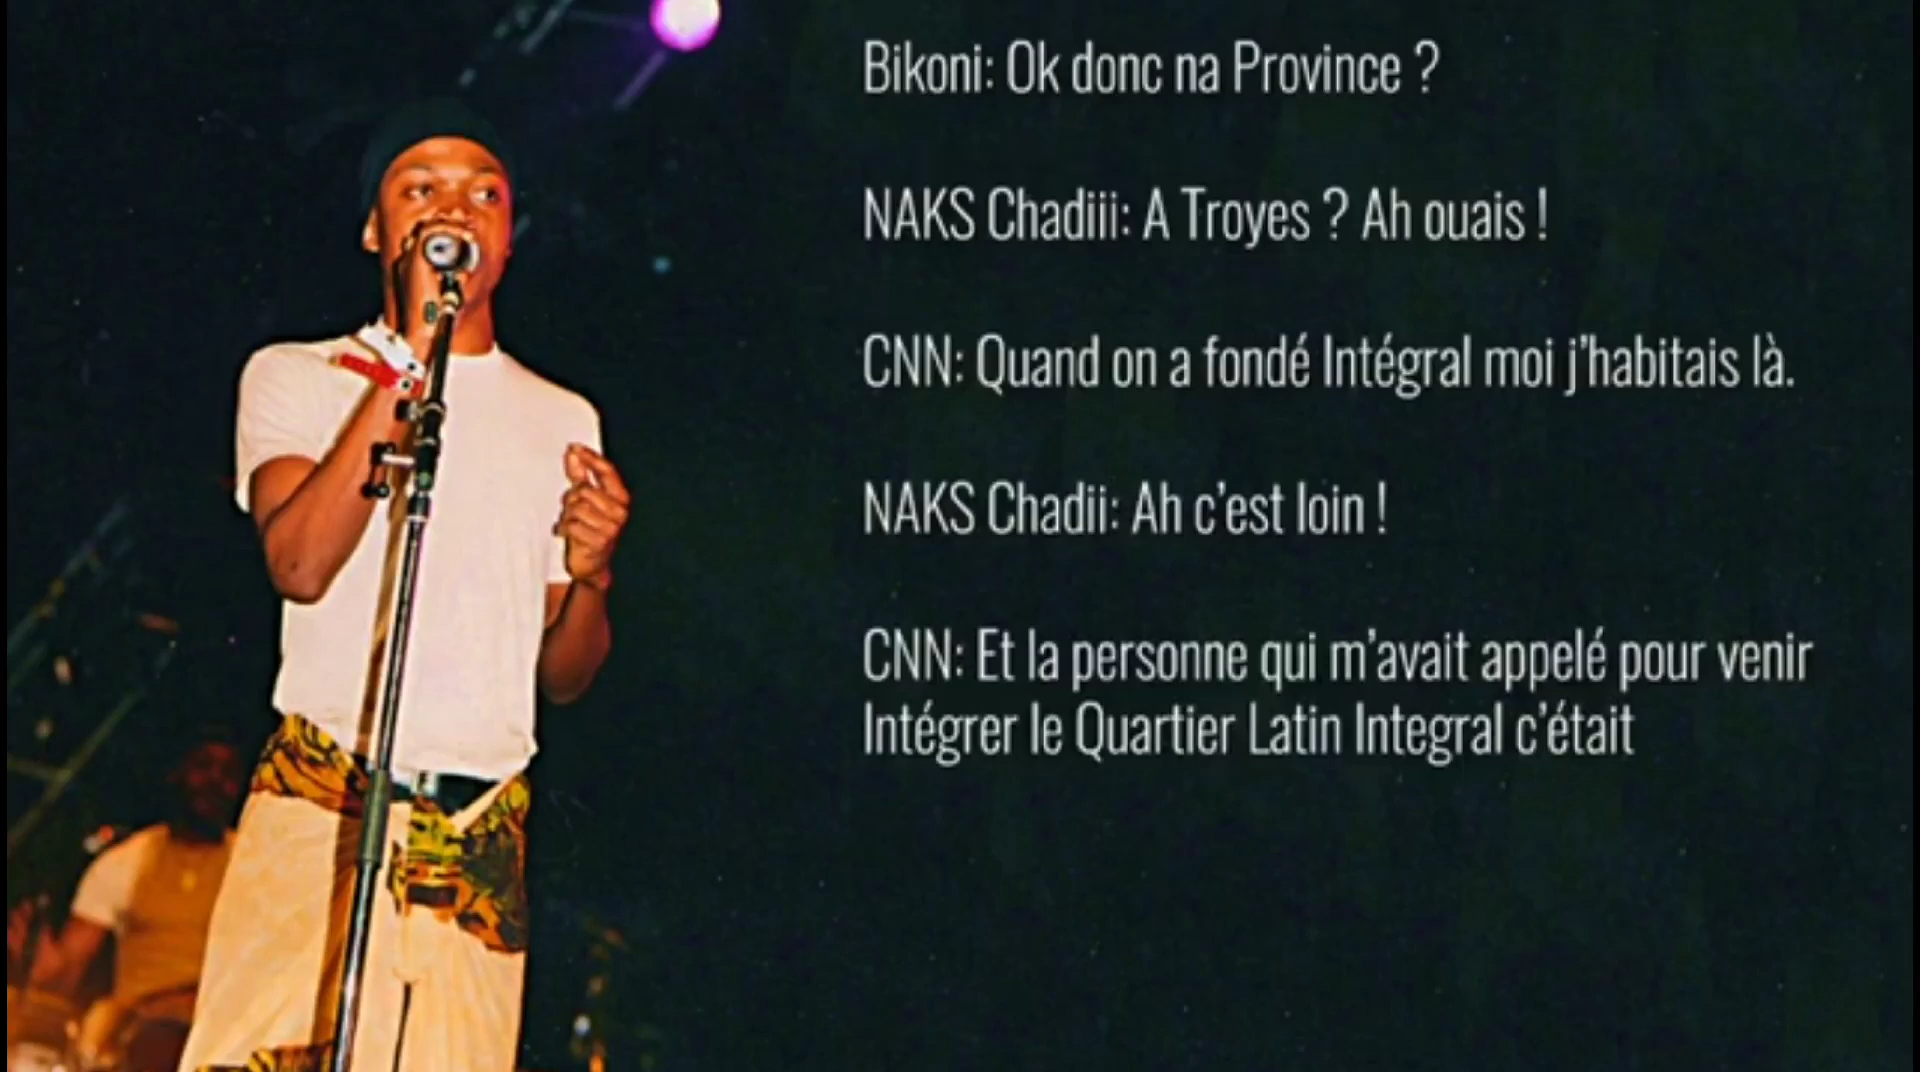 Bikoni: Ok donc na Province ?
NAKS Chadiii: A Troyes ? Ah ouais !
CNN: Quand on a fondé Intégral moi j’habitais là.
NAKS Chadii: Ah c’est loin !
CNN: Et la personne qui m’avait appelé pour venir
Intégrer le Quartier Latin Integral c’était